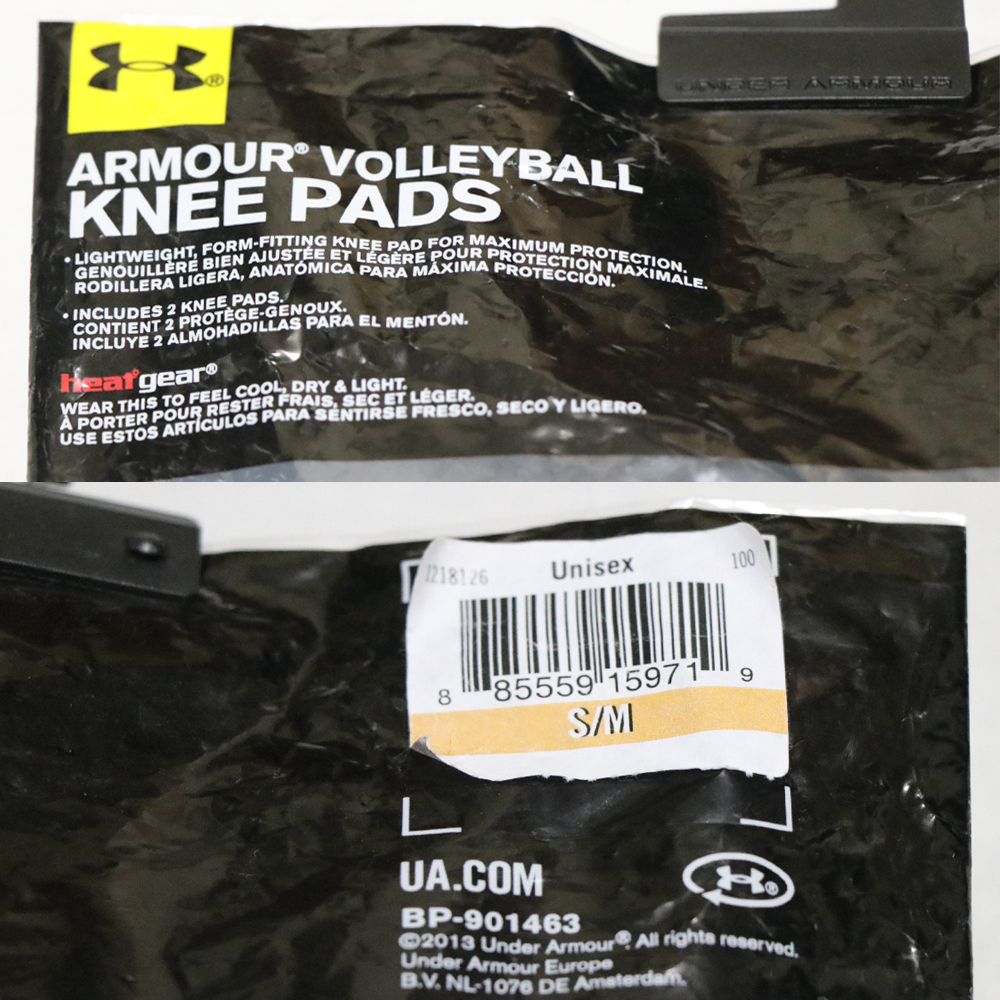 UNDER ARMOUR
ARMOUR® VOLLEYBALL
KNEE PADS
• LIGHTWEIGHT, FORM-FITTING KNEE PAD FOR MAXIMUM PROTECTION.
GENOUILLÈRE BIEN AJUSTÉE ET LÉGÈRE POUR PROTECTION MAXIMALE.
RODILLERA LIGERA, ANATÓMICA PARA MÁXIMA PROTECCIÓN.
• INCLUDES 2 KNEE PADS.
CONTIENT 2 PROTÈGE-GENOUX.
INCLUYE 2 ALMOHADILLAS PARA EL MENTÓN.
heatgear®
WEAR THIS TO FEEL COOL, DRY & LIGHT.
À PORTER POUR RESTER FRAIS, SEC ET LÉGER.
USE ESTOS ARTÍCULOS PARA SENTIRSE FRESCO, SECO Y LIGERO.
1218126 Unisex 100
8 85559 15971 9
S/M
UA.COM
BP-901463
©2013 Under Armour® All rights reserved.
Under Armour Europe
B.V. NL-1076 DE Amsterdam.